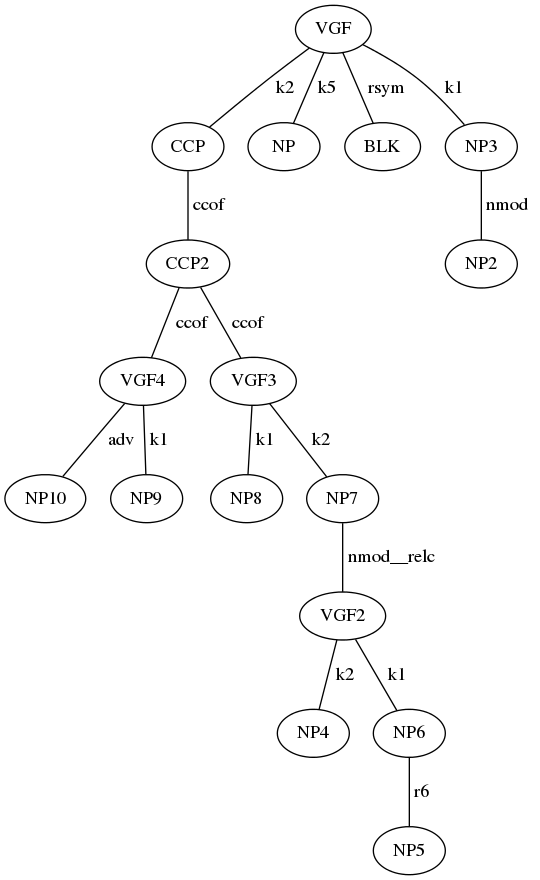 VGF
k2 k5 rsym k1
CCP NP BLK NP3
ccof nmod
CCP2 NP2
ccof ccof
VGF4 VGF3
adv k1 k1 k2
NP10 NP9 NP8 NP7
nmod__relc
VGF2
k2 k1
NP4 NP6
r6
NP5